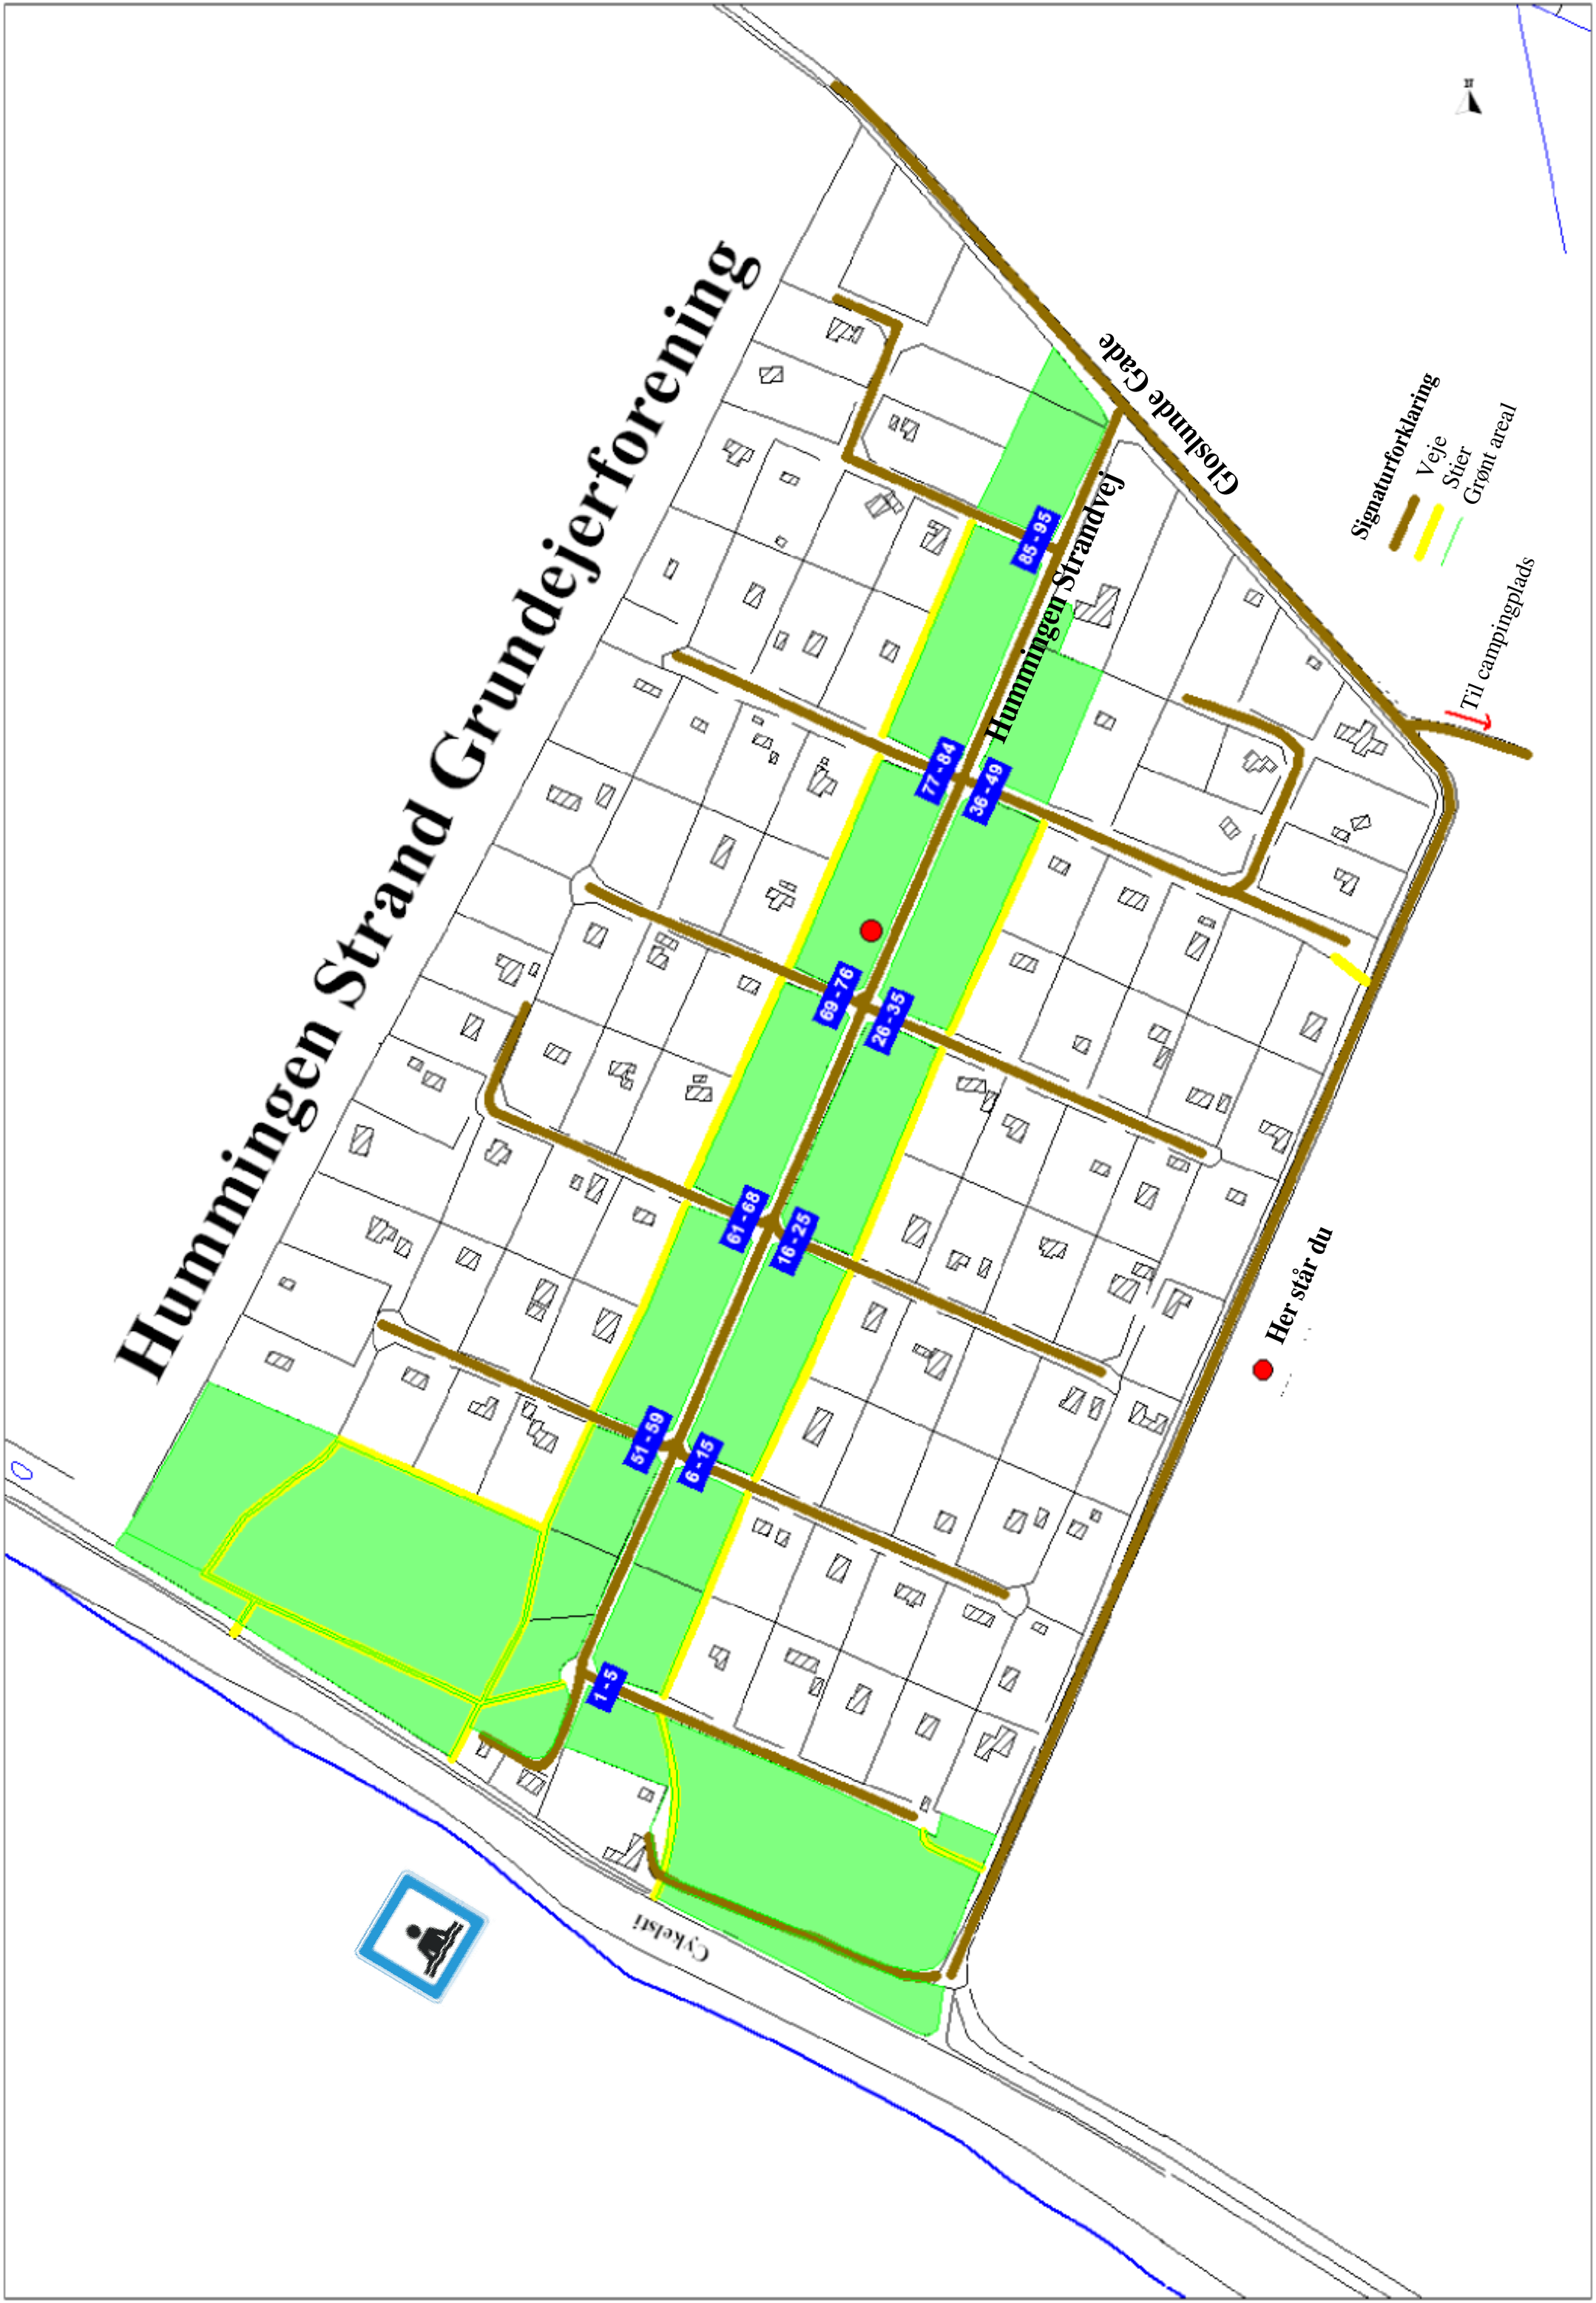 Hummingen Strand Grundejerforening
Gloslunde Gade
Hummingen Strandvej
85-95
77-84
36-49
69-76
26-35
61-68
16-25
51-59
6-15
1-5
Cykelsti
Signaturforklaring
Veje
Stier
Grønt areal
Til campingplads
Her står du